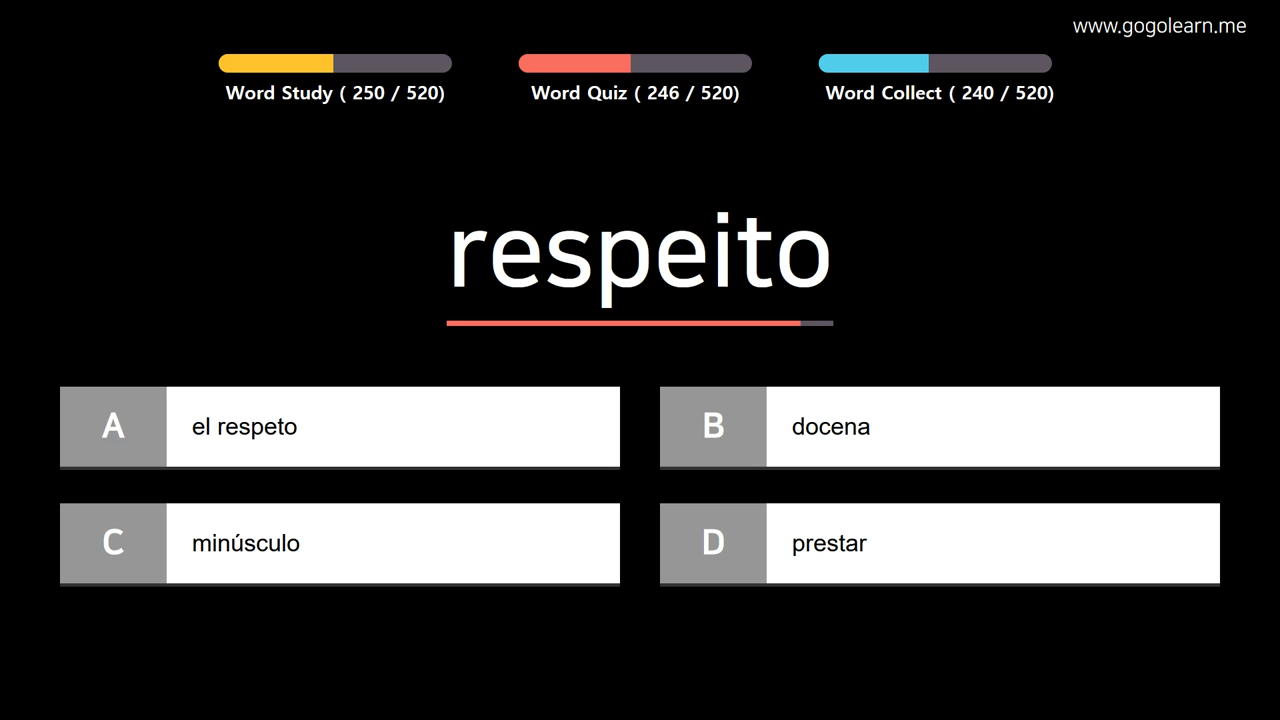 www.gogolearn.me
Word Study ( 250 / 520)
Word Quiz ( 246 / 520)
Word Collect ( 240 / 520)
respeito
A
el respeto
B
docena
C
minúsculo
D
prestar